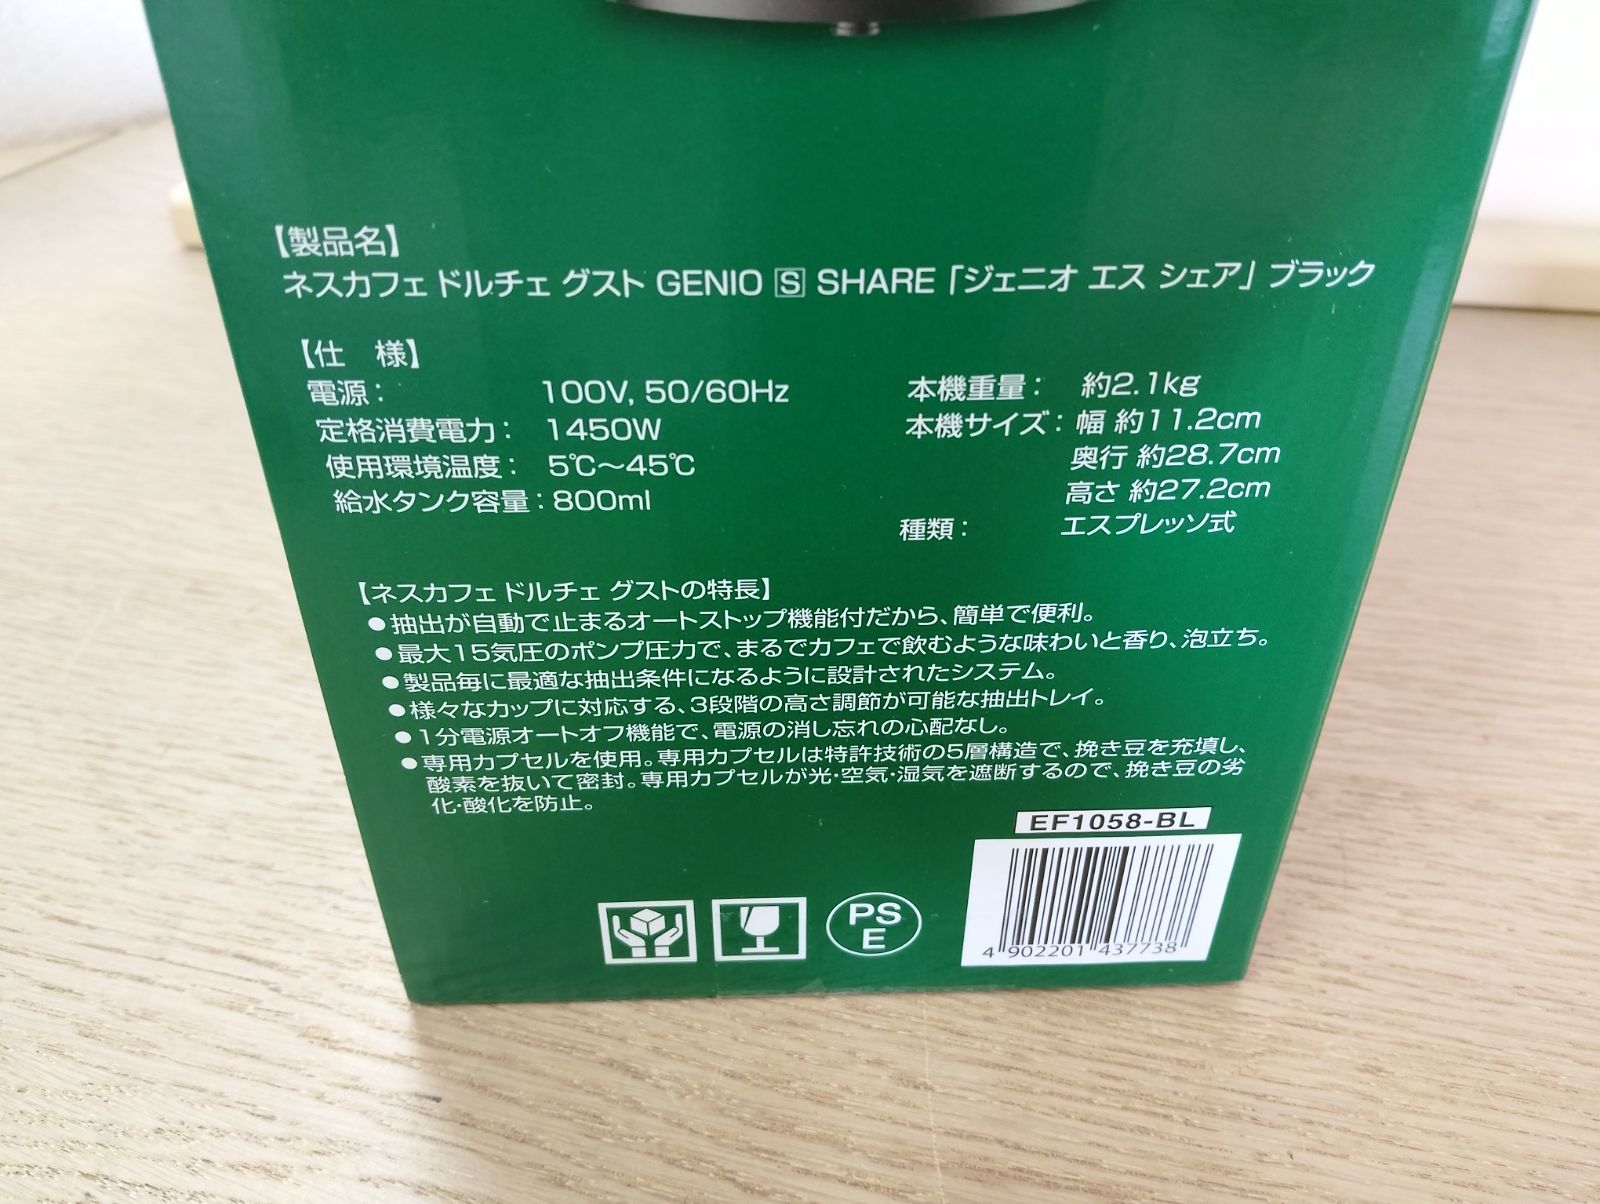 【製品名】
ネスカフェ ドルチェ グスト GENIO S SHARE「ジェニオ エス シェア」ブラック
【仕　様】
電源： 100V, 50/60Hz
定格消費電力： 1450W
使用環境温度： 5℃～45℃
給水タンク容量：800ml
本機重量： 約2.1kg
本機サイズ：幅 約11.2cm
奥行 約28.7cm
高さ 約27.2cm
種類： エスプレッソ式
【ネスカフェ ドルチェ グストの特長】
●抽出が自動で止まるオートストップ機能付だから、簡単で便利。
●最大15気圧のポンプ圧力で、まるでカフェで飲むような味わいと香り、泡立ち。
●製品毎に最適な抽出条件になるように設計されたシステム。
●様々なカップに対応する、3段階の高さ調節が可能な抽出トレイ。
●1分電源オートオフ機能で、電源の消し忘れの心配なし。
●専用カプセルを使用。専用カプセルは特許技術の5層構造で、挽き豆を充填し、
酸素を抜いて密封。専用カプセルが光・空気・湿気を遮断するので、挽き豆の劣
化・酸化を防止。
EF1058-BL
PS
E
4 902201 437738